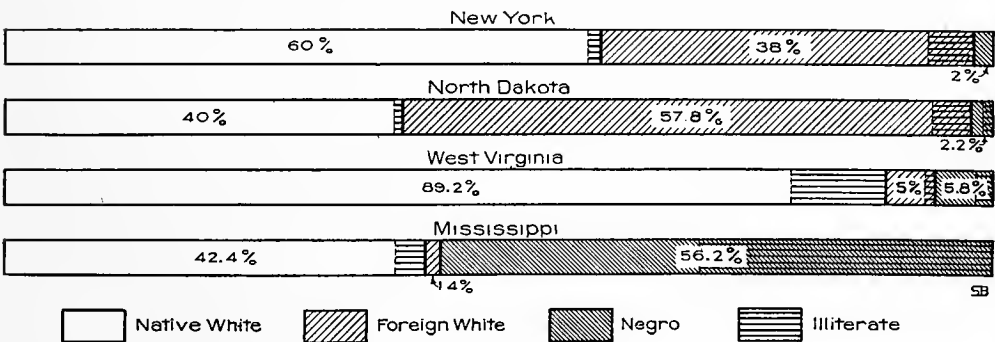 New York
60% 38%
2%
North Dakota
40% 57.8%
2.2%
West Virginia
89.2% 5% 5.8%
Mississippi
42.4% 56.2%
1.4%
SB
Native White Foreign White Negro Illiterate